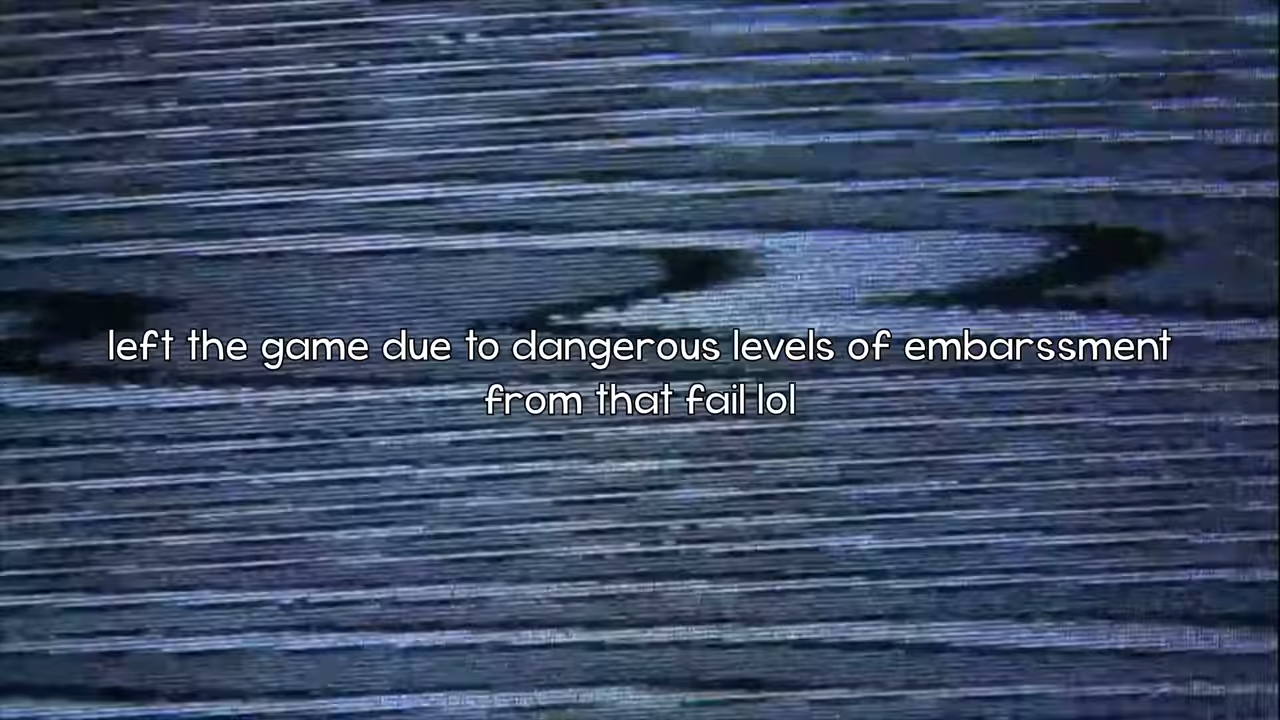 left the game due to dangerous levels of embarssment
from that fail lol